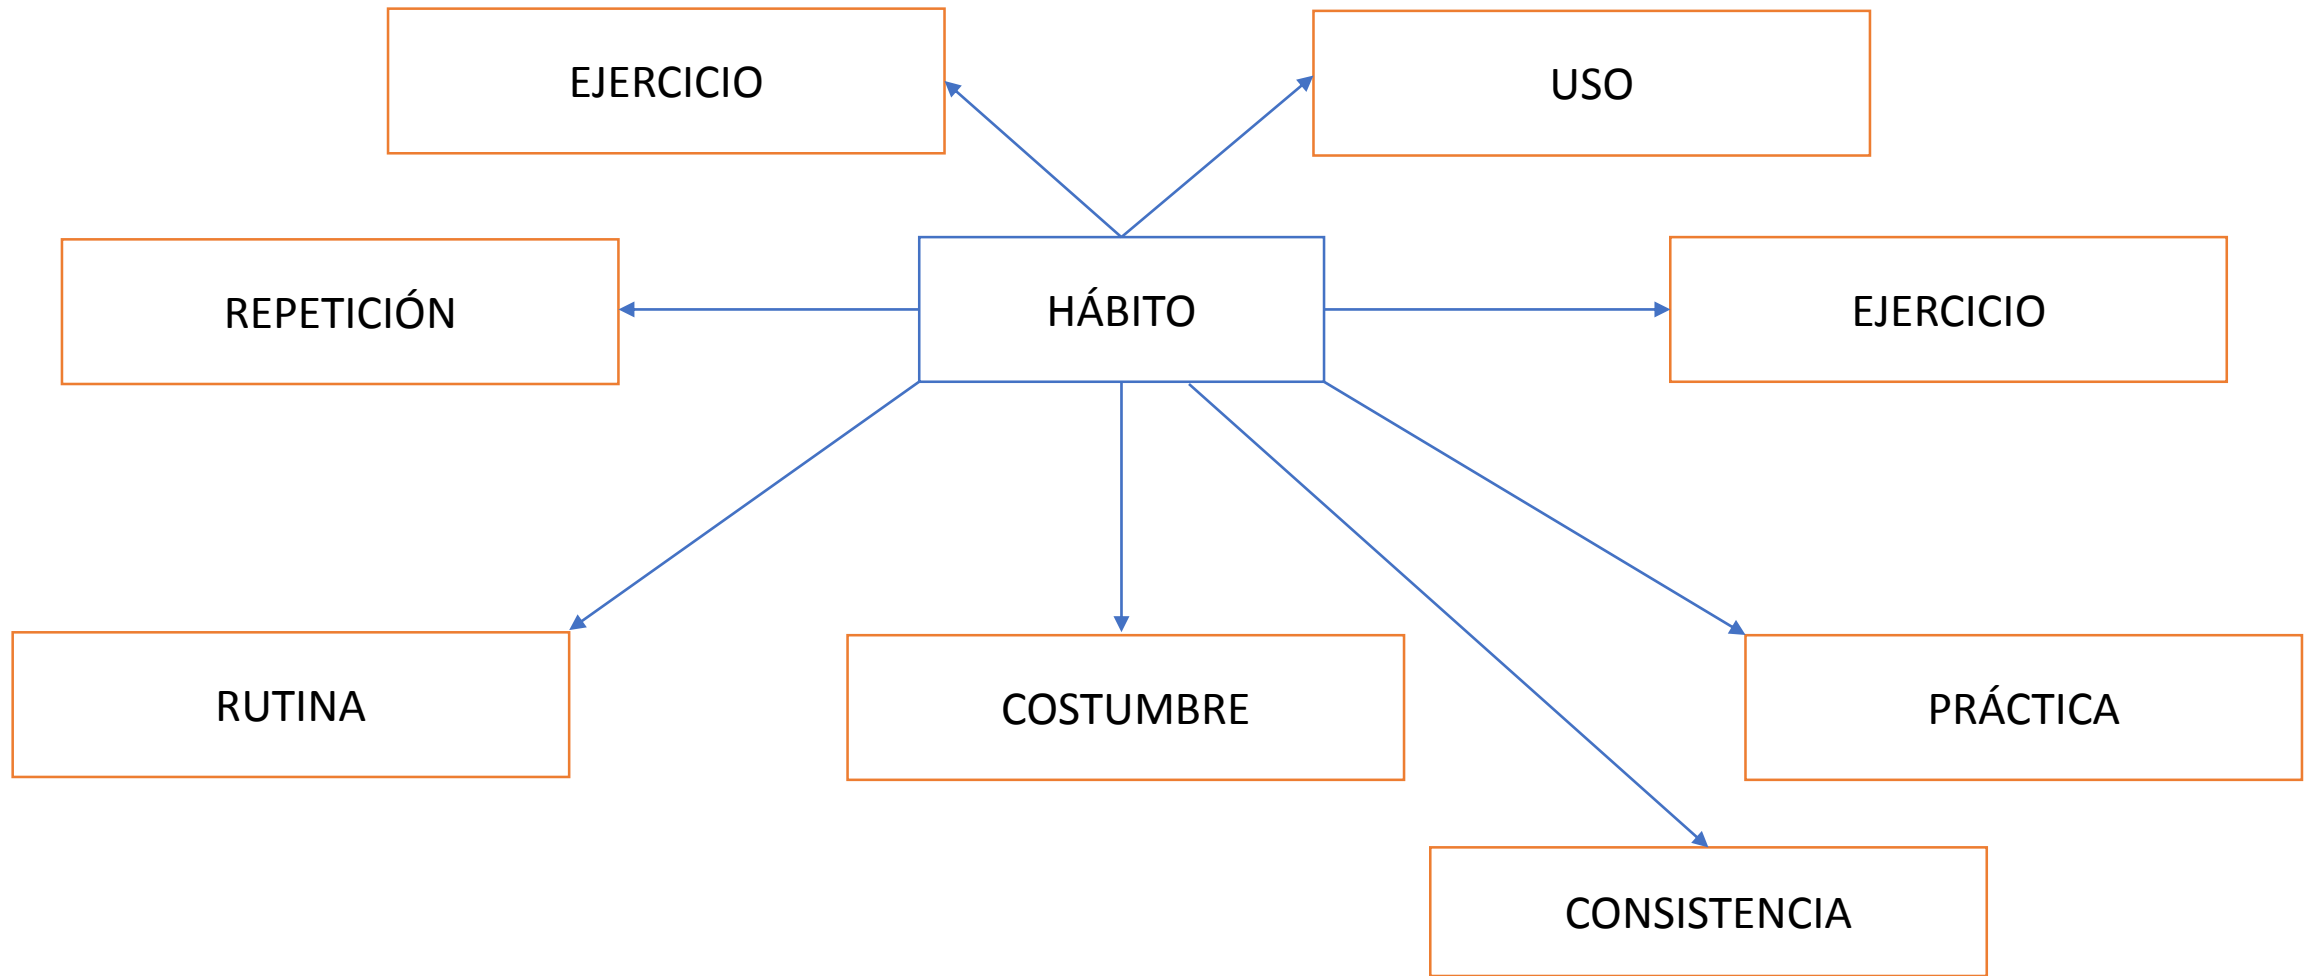 EJERCICIO
USO
REPETICIÓN
HÁBITO
EJERCICIO
RUTINA
COSTUMBRE
PRÁCTICA
CONSISTENCIA